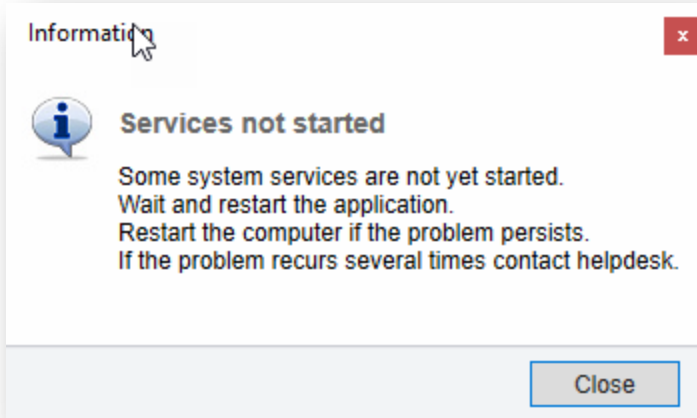 Information
x
Services not started
Some system services are not yet started.
Wait and restart the application.
Restart the computer if the problem persists.
If the problem recurs several times contact helpdesk.
Close